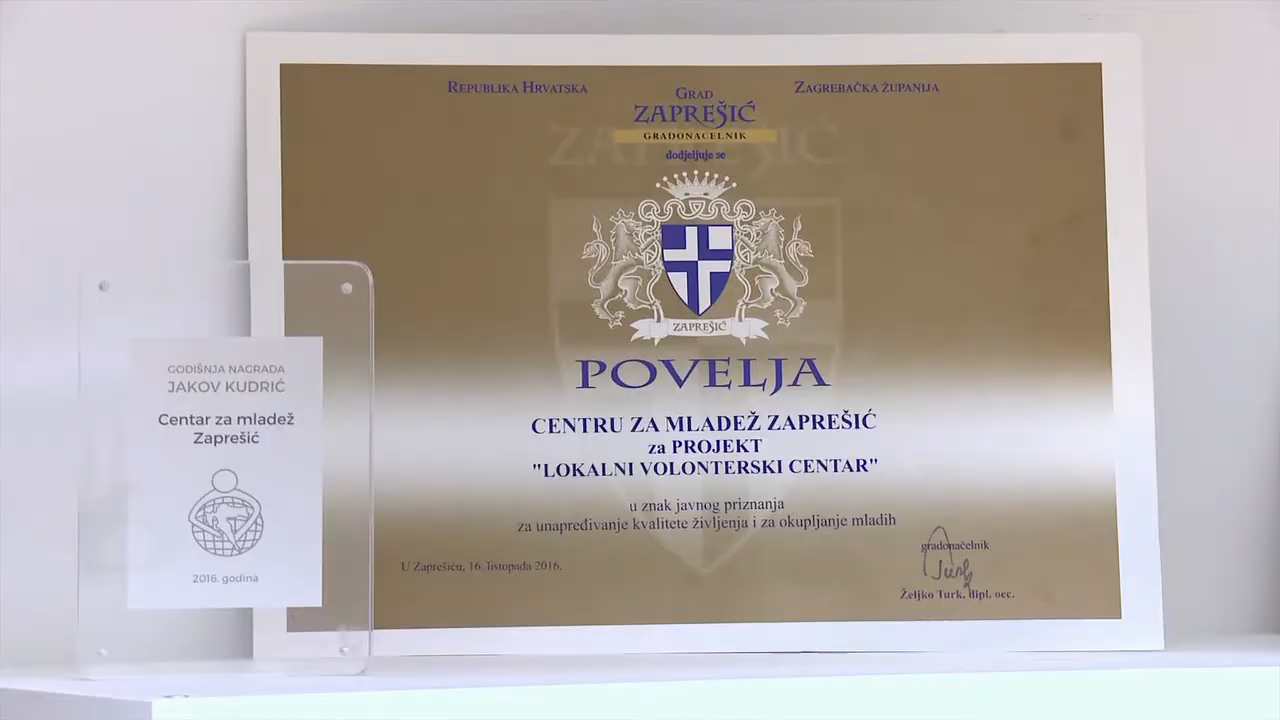 REPUBLIKA HRVATSKA
GRAD
ZAPREŠIĆ
GRADONACELNIK
ZAGREBAČKA ŽUPANIJA
dodjeljuje se
ZAPREŠIĆ
ZAPREŠIĆ
POVELJA
CENTRU ZA MLADEŽ ZAPREŠIĆ
za PROJEKT
"LOKALNI VOLONTERSKI CENTAR"
u znak javnog priznanja
za unapređivanje kvalitete življenja i za okupljanje mladih
U Zaprešiću, 16. listopada 2016.
gradonačelnik
Željko Turk, dipl. oec.
GODIŠNJA NAGRADA
JAKOV KUDRIĆ
Centar za mladež
Zaprešić
2016. godina